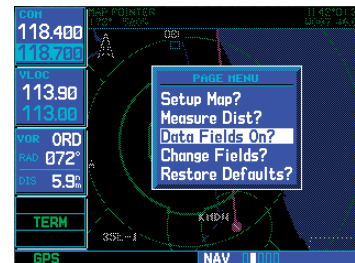 COM
118.400
118.700
MAP POINTER
VLOC
113.90
113.00
VOR ORD
RAD 072°
DIS 5.9
TERM
GPS
OBJ
PAGE MENU
Setup Map?
Measure Dist?
Data Fields On?
Change Fields?
Restore Defaults?
KMDW
NAV